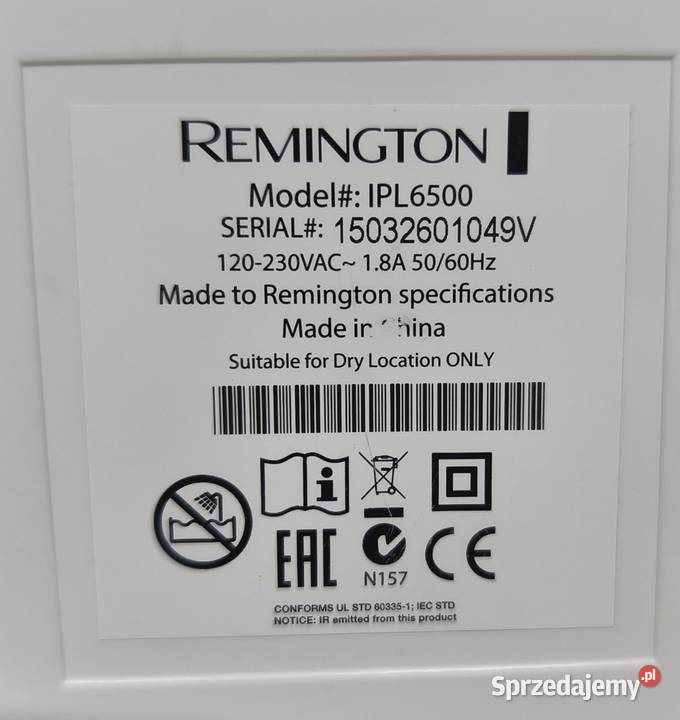 REMINGTON
Model#: IPL6500
SERIAL#: 15032601049V
120-230VAC~ 1.8A 50/60Hz
Made to Remington specifications
Made in China
Suitable for Dry Location ONLY
EAC
N157
CE
CONFORMS UL STD 60335-1; IEC STD
NOTICE: IR emitted from this product
Sprzedajemy.pl